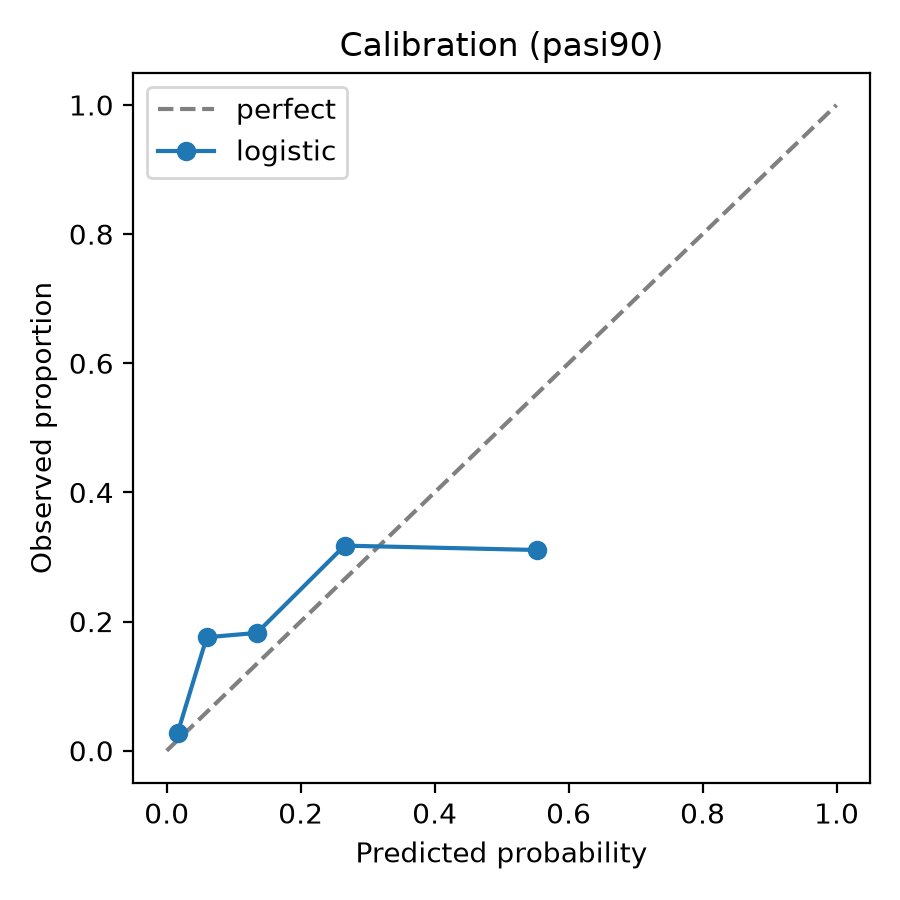 Calibration (pasi90)
perfect
logistic
1.0
0.8
0.6
0.4
0.2
0.0
Observed proportion
0.0 0.2 0.4 0.6 0.8 1.0
Predicted probability